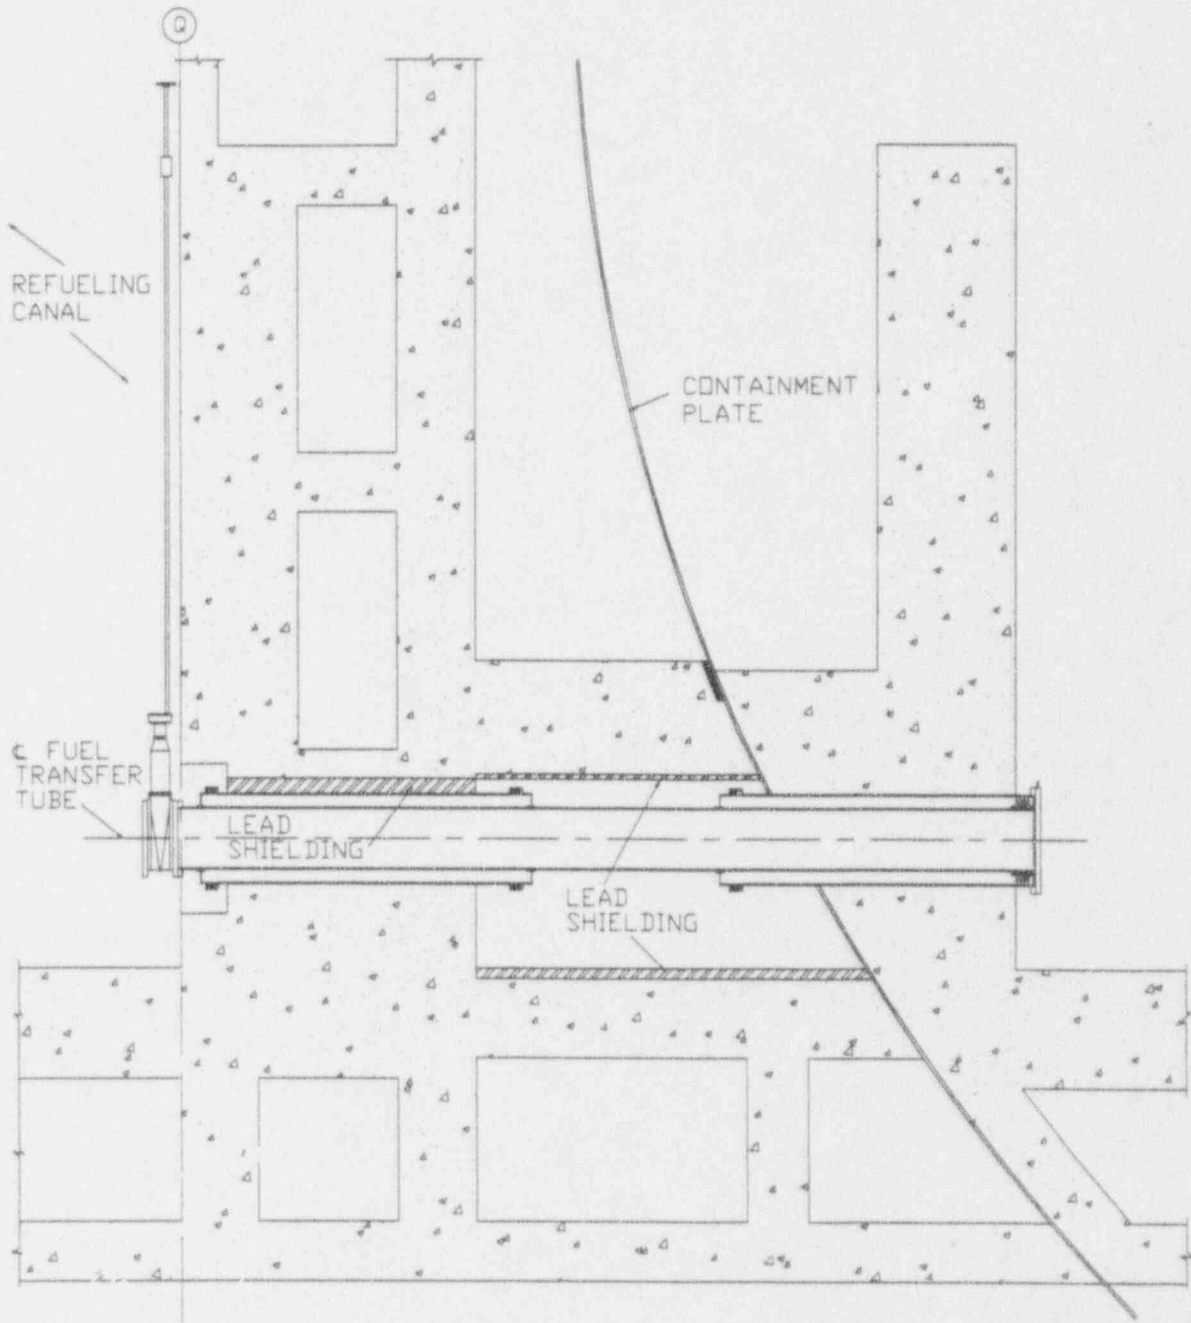 Q
REFUELING
CANAL
CONTAINMENT
PLATE
℄ FUEL
TRANSFER
TUBE
LEAD
SHIELDING
LEAD
SHIELDING